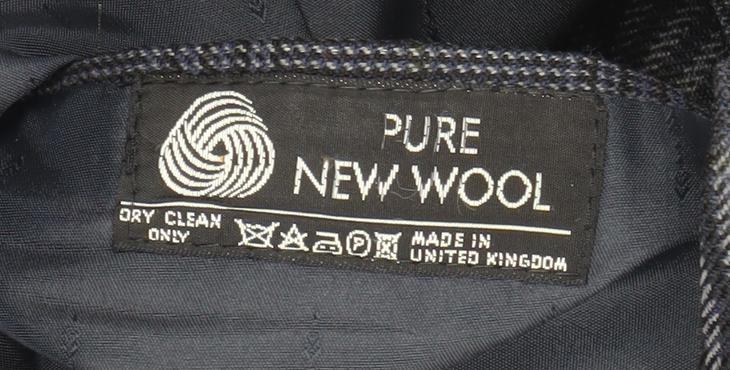 PURE
NEW WOOL
DRY CLEAN
ONLY
P
MADE IN
UNITED KINGDOM